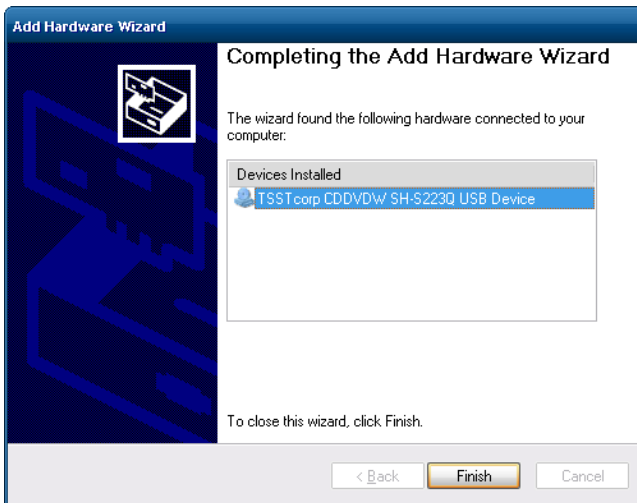 Add Hardware Wizard
Completing the Add Hardware Wizard
The wizard found the following hardware connected to your
computer:
Devices Installed
TSSTcorp CDDVDW SH-S223Q USB Device
To close this wizard, click Finish.
< Back Finish Cancel